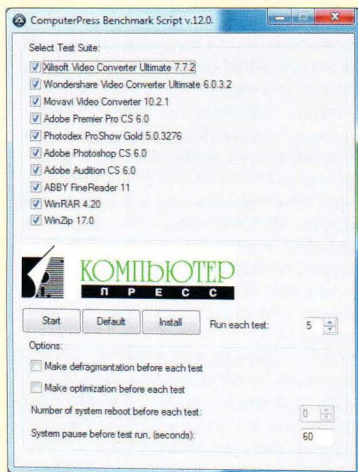 ComputerPress Benchmark Script v.12.0.
Select Test Suite:
Xilisoft Video Converter Ultimate 7.7.2
Wondershare Video Converter Ultimate 6.0.3.2
Movavi Video Converter 10.2.1
Adobe Premier Pro CS 6.0
Photodex ProShow Gold 5.0.3276
Adobe Photoshop CS 6.0
Adobe Audition CS 6.0
ABBY FineReader 11
WinRAR 4.20
WinZip 17.0
КОМПЬЮТЕР
ПРЕСС
Start Default Install Run each test: 5
Options:
Make defragmantation before each test
Make optimization before each test
Number of system reboot before each test: 0
System pause before test run. (seconds): 60